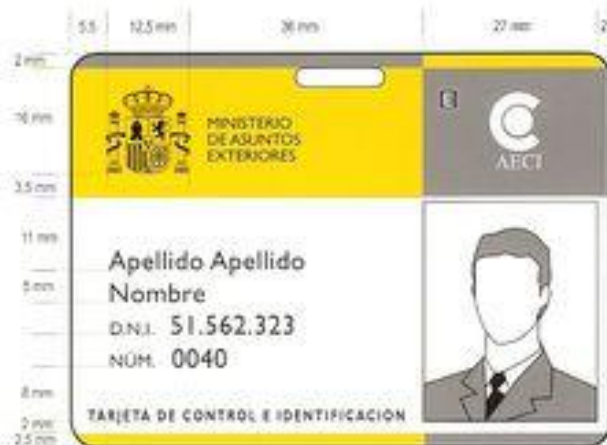 5.5 12,5 mm 36 mm 27 mm 2
2 mm
16 mm
3,5 mm
11 mm
5 mm
8 mm
2 mm
2.5 mm
MINISTERIO
DE ASUNTOS
EXTERIORES
AECI
Apellido Apellido
Nombre
D.N.I. 51.562.323
NÚM. 0040
TARJETA DE CONTROL E IDENTIFICACION